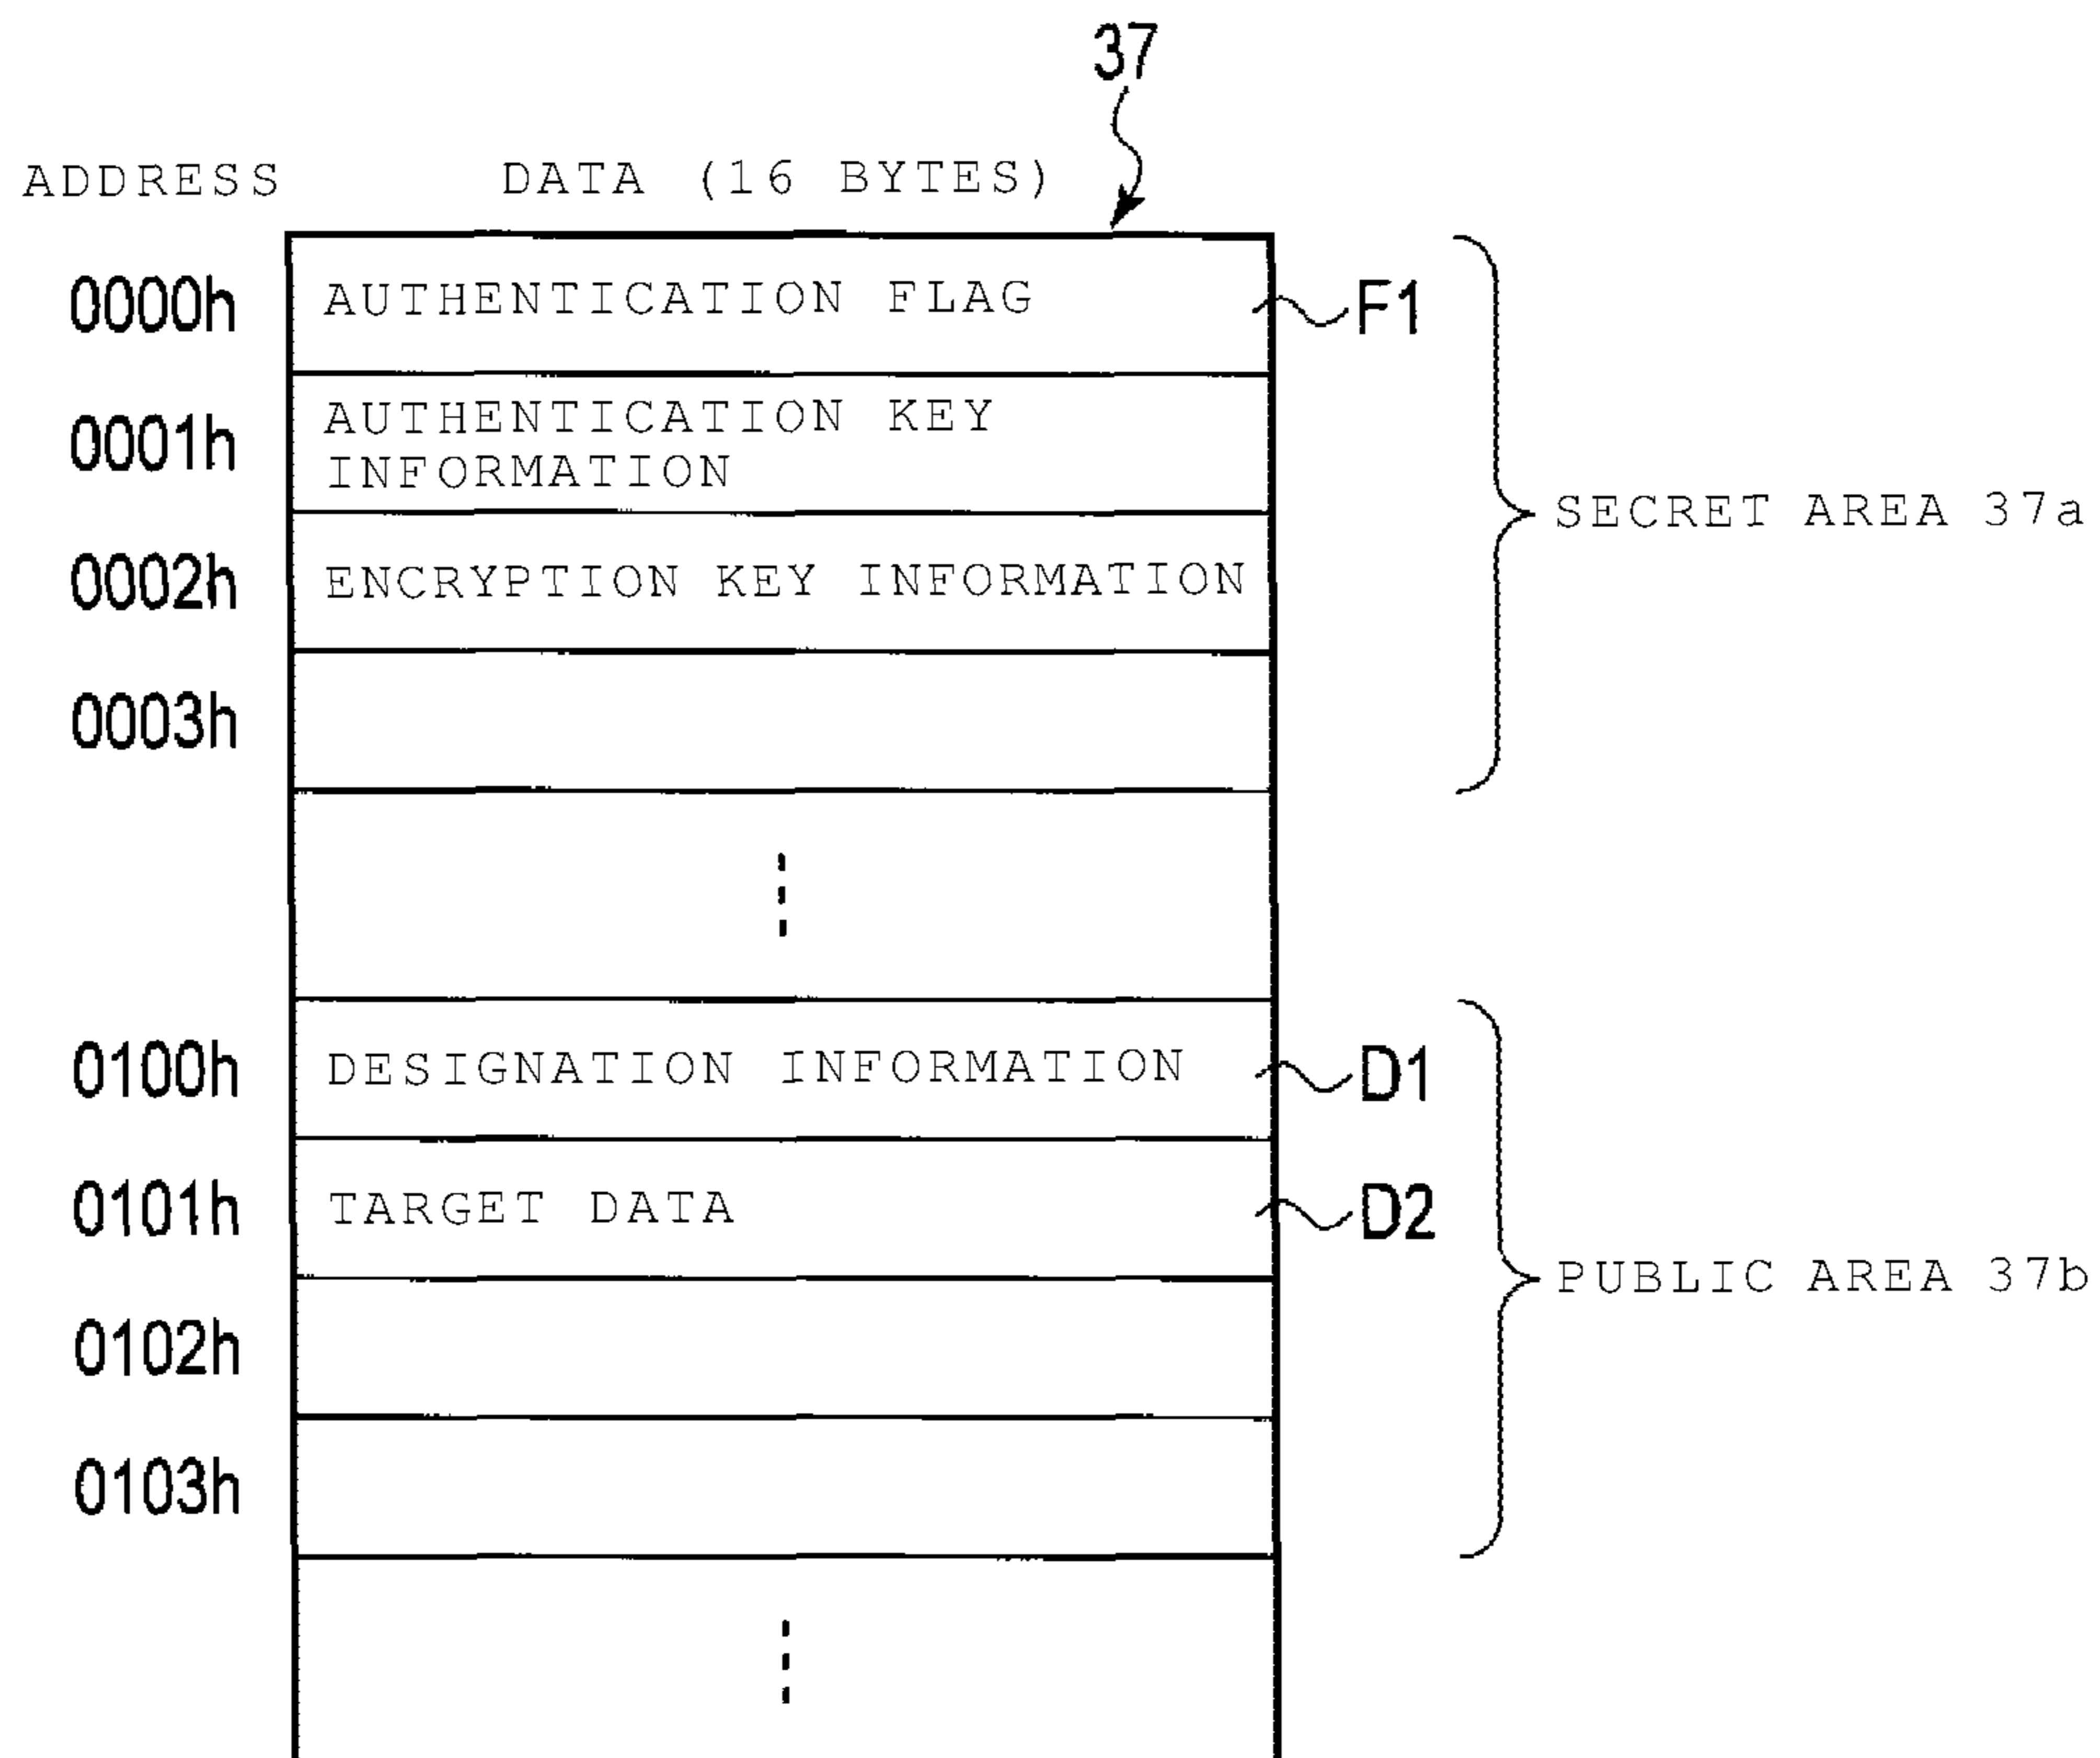 37
ADDRESS DATA (16 BYTES)
0000h AUTHENTICATION FLAG F1
0001h AUTHENTICATION KEY
INFORMATION
SECRET AREA 37a
0002h ENCRYPTION KEY INFORMATION
0003h
0100h DESIGNATION INFORMATION D1
0101h TARGET DATA D2
PUBLIC AREA 37b
0102h
0103h